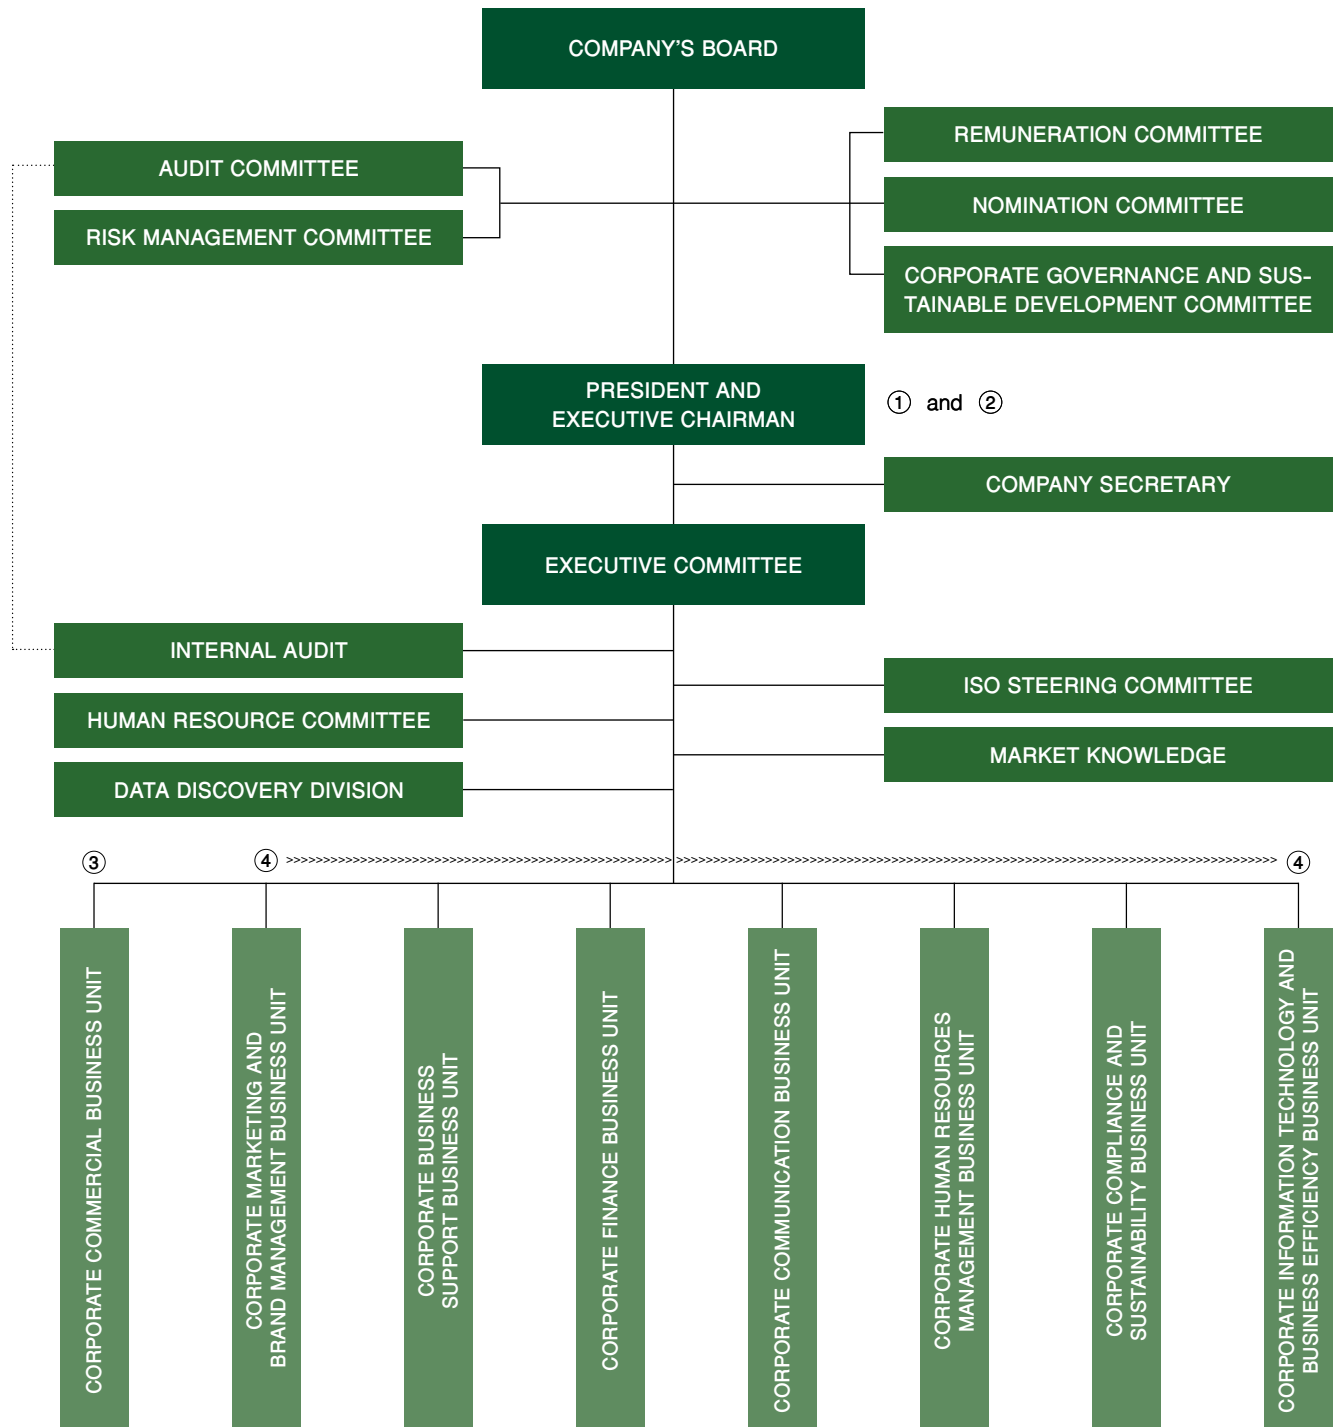 COMPANY'S BOARD
REMUNERATION COMMITTEE
AUDIT COMMITTEE
NOMINATION COMMITTEE
RISK MANAGEMENT COMMITTEE
CORPORATE GOVERNANCE AND SUS-
TAINABLE DEVELOPMENT COMMITTEE
PRESIDENT AND
EXECUTIVE CHAIRMAN
① and ②
COMPANY SECRETARY
EXECUTIVE COMMITTEE
INTERNAL AUDIT
ISO STEERING COMMITTEE
HUMAN RESOURCE COMMITTEE
MARKET KNOWLEDGE
DATA DISCOVERY DIVISION
③
④
④
CORPORATE COMMERCIAL BUSINESS UNIT
CORPORATE MARKETING AND
BRAND MANAGEMENT BUSINESS UNIT
CORPORATE BUSINESS
SUPPORT BUSINESS UNIT
CORPORATE FINANCE BUSINESS UNIT
CORPORATE COMMUNICATION BUSINESS UNIT
CORPORATE HUMAN RESOURCES
MANAGEMENT BUSINESS UNIT
CORPORATE COMPLIANCE AND
SUSTAINABILITY BUSINESS UNIT
CORPORATE INFORMATION TECHNOLOGY AND
BUSINESS EFFICIENCY BUSINESS UNIT